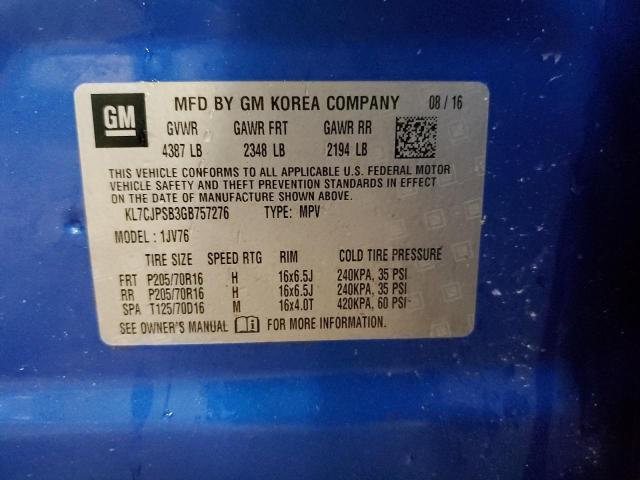 GM MFD BY GM KOREA COMPANY 08 / 16
GVWR GAWR FRT GAWR RR
4387 LB 2348 LB 2194 LB
THIS VEHICLE CONFORMS TO ALL APPLICABLE U.S. FEDERAL MOTOR
VEHICLE SAFETY AND THEFT PREVENTION STANDARDS IN EFFECT
ON THE DATE OF MANUFACTURE SHOWN ABOVE.
KL7CJPSB3GB757276 TYPE: MPV
MODEL : 1JV76
TIRE SIZE SPEED RTG RIM COLD TIRE PRESSURE
FRT P205/70R16 H 16x6.5J 240KPA, 35 PSI
RR P205/70R16 H 16x6.5J 240KPA, 35 PSI
SPA T125/70D16 M 16x4.0T 420KPA, 60 PSI
SEE OWNER'S MANUAL FOR MORE INFORMATION.